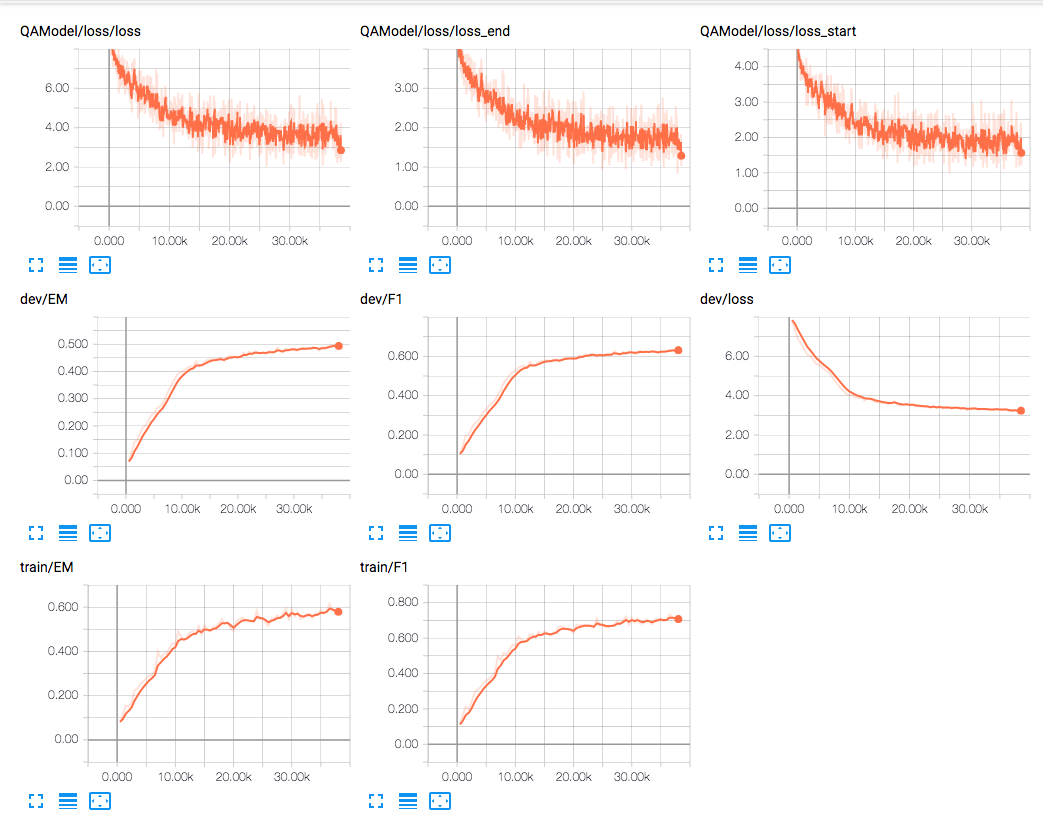 QAModel/loss/loss
6.00
4.00
2.00
0.00
0.000 10.00k 20.00k 30.00k
QAModel/loss/loss_end
3.00
2.00
1.00
0.00
0.000 10.00k 20.00k 30.00k
QAModel/loss/loss_start
4.00
3.00
2.00
1.00
0.00
0.000 10.00k 20.00k 30.00k
dev/EM
0.500
0.400
0.300
0.200
0.100
0.00
0.000 10.00k 20.00k 30.00k
dev/F1
0.600
0.400
0.200
0.00
0.000 10.00k 20.00k 30.00k
dev/loss
6.00
4.00
2.00
0.00
0.000 10.00k 20.00k 30.00k
train/EM
0.600
0.400
0.200
0.00
0.000 10.00k 20.00k 30.00k
train/F1
0.800
0.600
0.400
0.200
0.00
0.000 10.00k 20.00k 30.00k